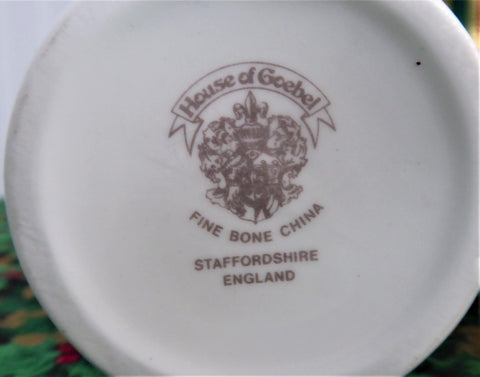 House of Goebel
FINE BONE CHINA
STAFFORDSHIRE
ENGLAND